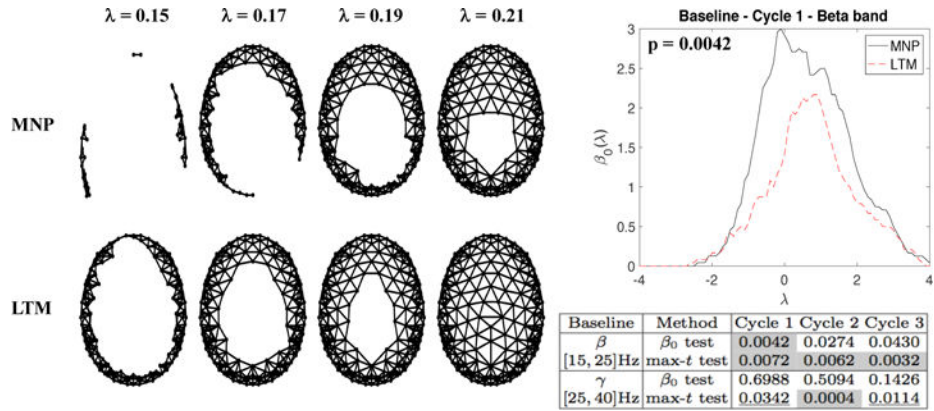 λ = 0.15 λ = 0.17 λ = 0.19 λ = 0.21
MNP
LTM
Baseline - Cycle 1 - Beta band
p = 0.0042
MNP
LTM
3
2.5
2
1.5
1
0.5
0
β₀(λ)
-4 -2 0 2 4
λ
Baseline Method Cycle 1 Cycle 2 Cycle 3
β β₀ test 0.0042 0.0274 0.0430
[15, 25]Hz max-t test 0.0072 0.0062 0.0032
γ β₀ test 0.6988 0.5094 0.1426
[25, 40]Hz max-t test 0.0342 0.0004 0.0114